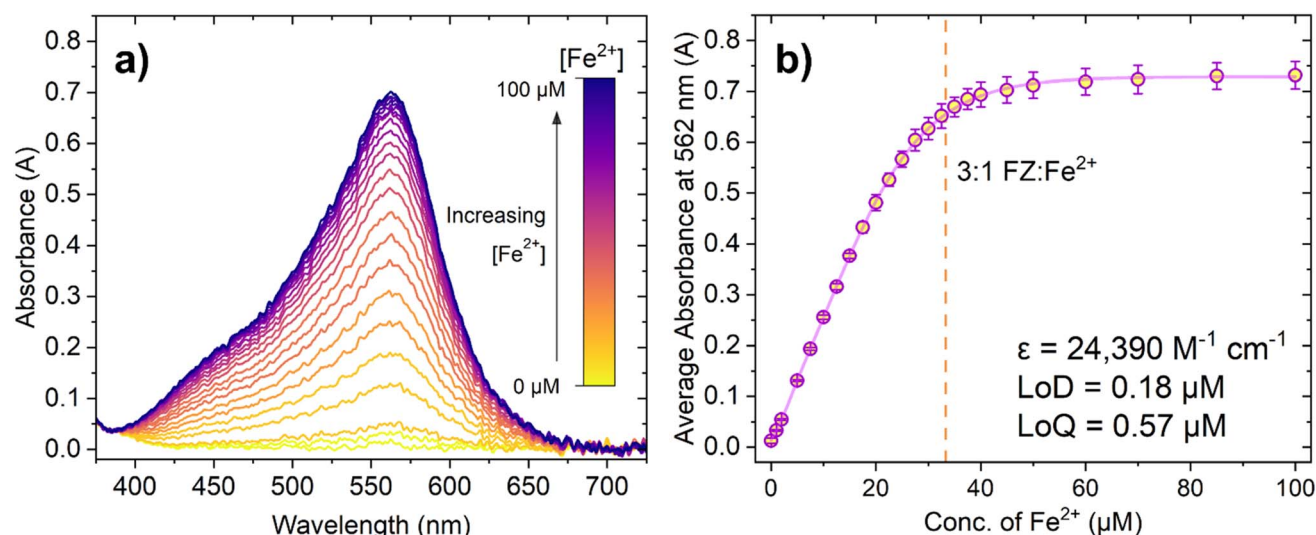 a)
0.8
0.7
0.6
0.5
0.4
0.3
0.2
0.1
0.0
Absorbance (A)
[Fe²⁺]
100 µM
Increasing
[Fe²⁺]
0 µM
400 450 500 550 600 650 700
Wavelength (nm)
b)
0.8
0.7
0.6
0.5
0.4
0.3
0.2
0.1
0.0
Average Absorbance at 562 nm (A)
3:1 FZ:Fe²⁺
ε = 24,390 M⁻¹ cm⁻¹
LoD = 0.18 µM
LoQ = 0.57 µM
0 20 40 60 80 100
Conc. of Fe²⁺ (µM)